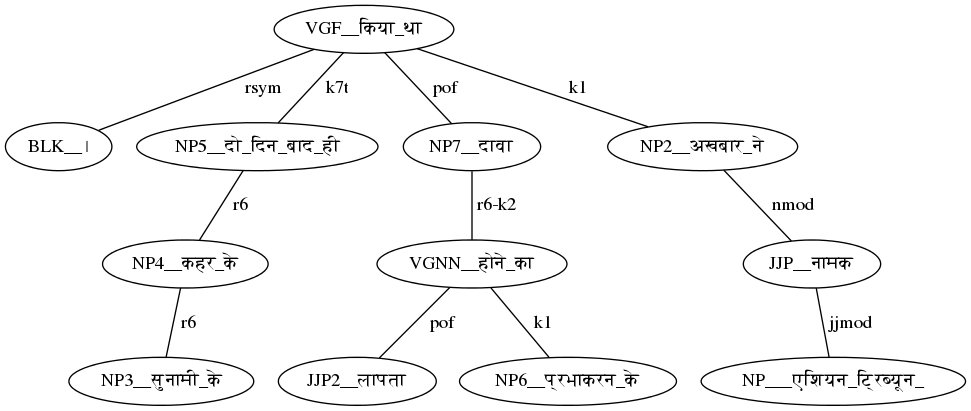 VGF__किया_था
rsym k7t pof k1
BLK__। NP5__दो_दिन_बाद_ही NP7__दावा NP2__अखबार_ने
r6 r6-k2 nmod
NP4__कहर_के VGNN__होने_का JJP__नामक
r6 pof k1 jjmod
NP3__सुनामी_के JJP2__लापता NP6__प्रभाकरन_के NP___एशियन_ट्रिब्यून_